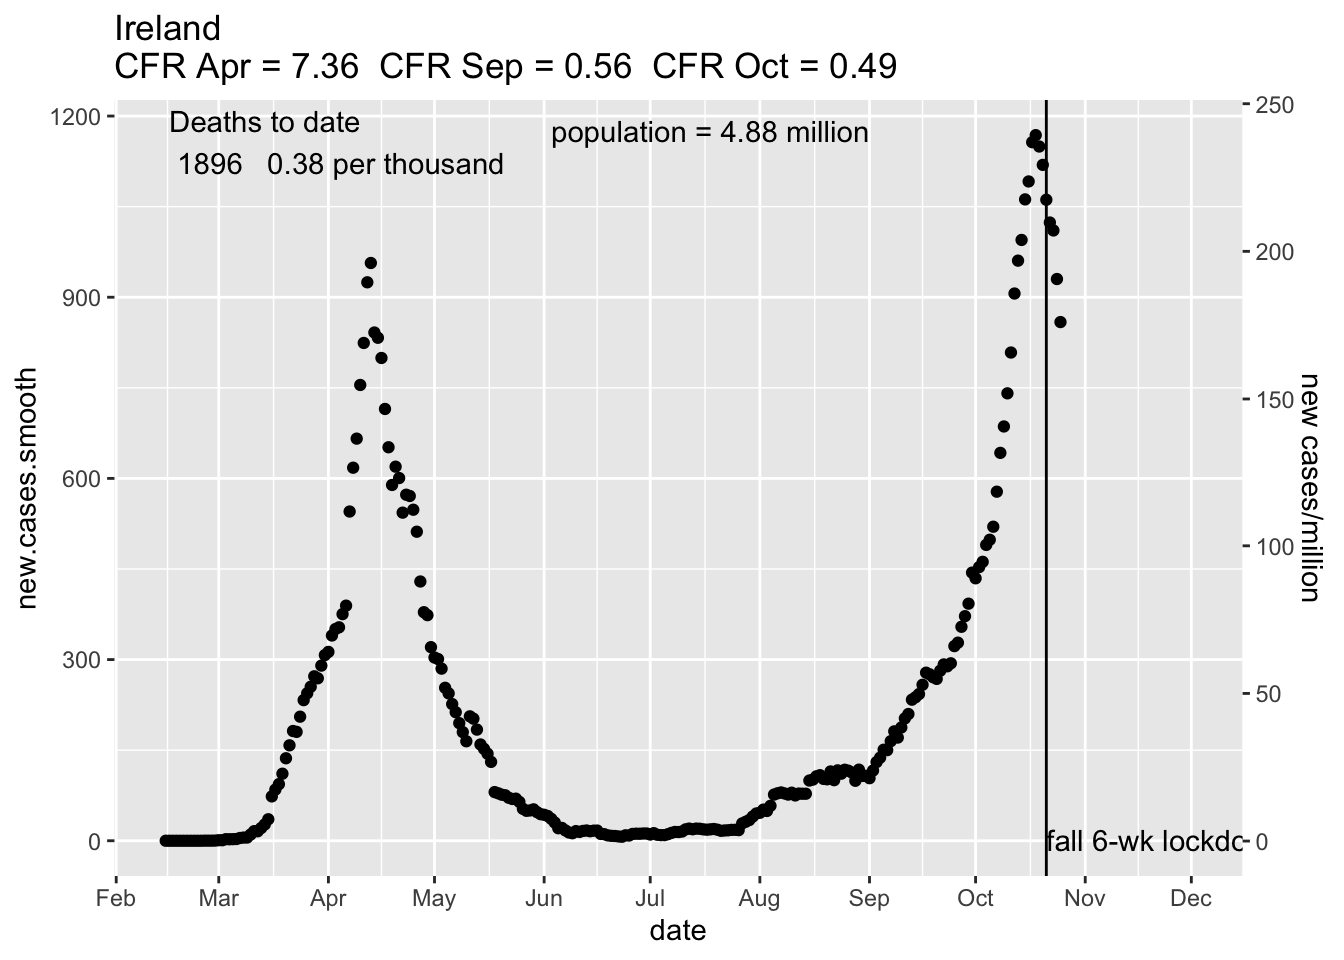 Ireland
CFR Apr = 7.36  CFR Sep = 0.56  CFR Oct = 0.49
Deaths to date
1896   0.38 per thousand
population = 4.88 million
new.cases.smooth
1200
900
600
300
0
250
200
150
100
50
0
new cases/million
fall 6-wk lockdc
Feb Mar Apr May Jun Jul Aug Sep Oct Nov Dec
date